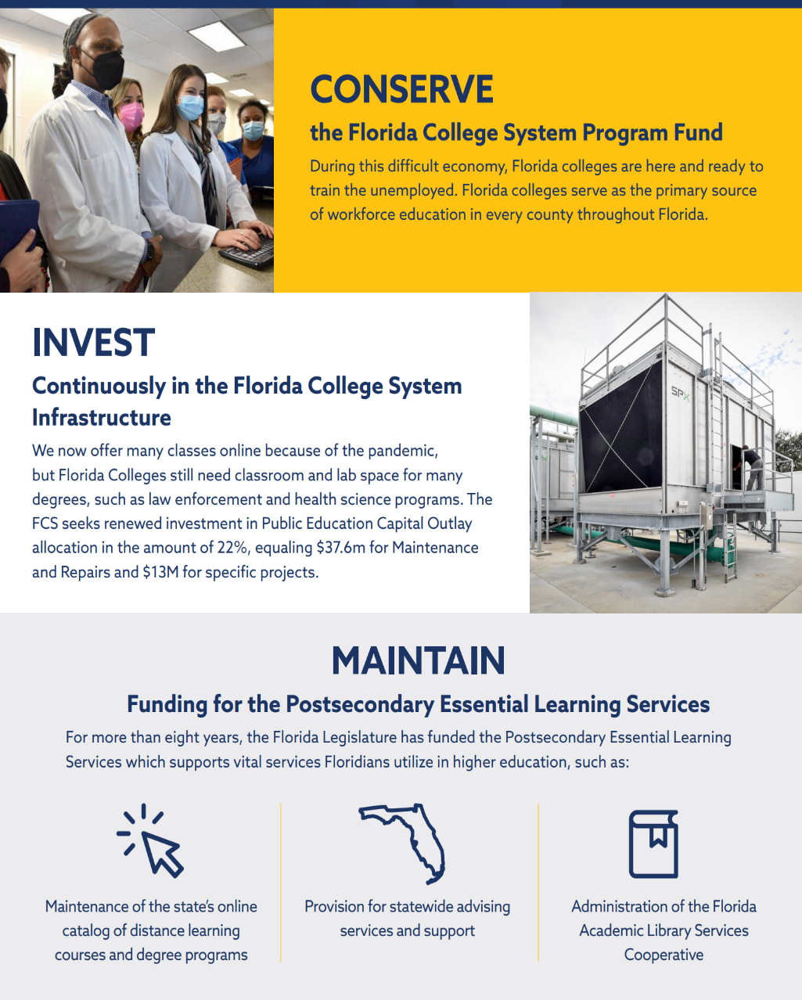 CONSERVE
the Florida College System Program Fund
During this difficult economy, Florida colleges are here and ready to
train the unemployed. Florida colleges serve as the primary source
of workforce education in every county throughout Florida.
INVEST
Continuously in the Florida College System
Infrastructure
We now offer many classes online because of the pandemic,
but Florida Colleges still need classroom and lab space for many
degrees, such as law enforcement and health science programs. The
FCS seeks renewed investment in Public Education Capital Outlay
allocation in the amount of 22%, equaling $37.6m for Maintenance
and Repairs and $13M for specific projects.
SPX
SPX
MAINTAIN
Funding for the Postsecondary Essential Learning Services
For more than eight years, the Florida Legislature has funded the Postsecondary Essential Learning
Services which supports vital services Floridians utilize in higher education, such as:
Maintenance of the state's online
catalog of distance learning
courses and degree programs
Provision for statewide advising
services and support
Administration of the Florida
Academic Library Services
Cooperative